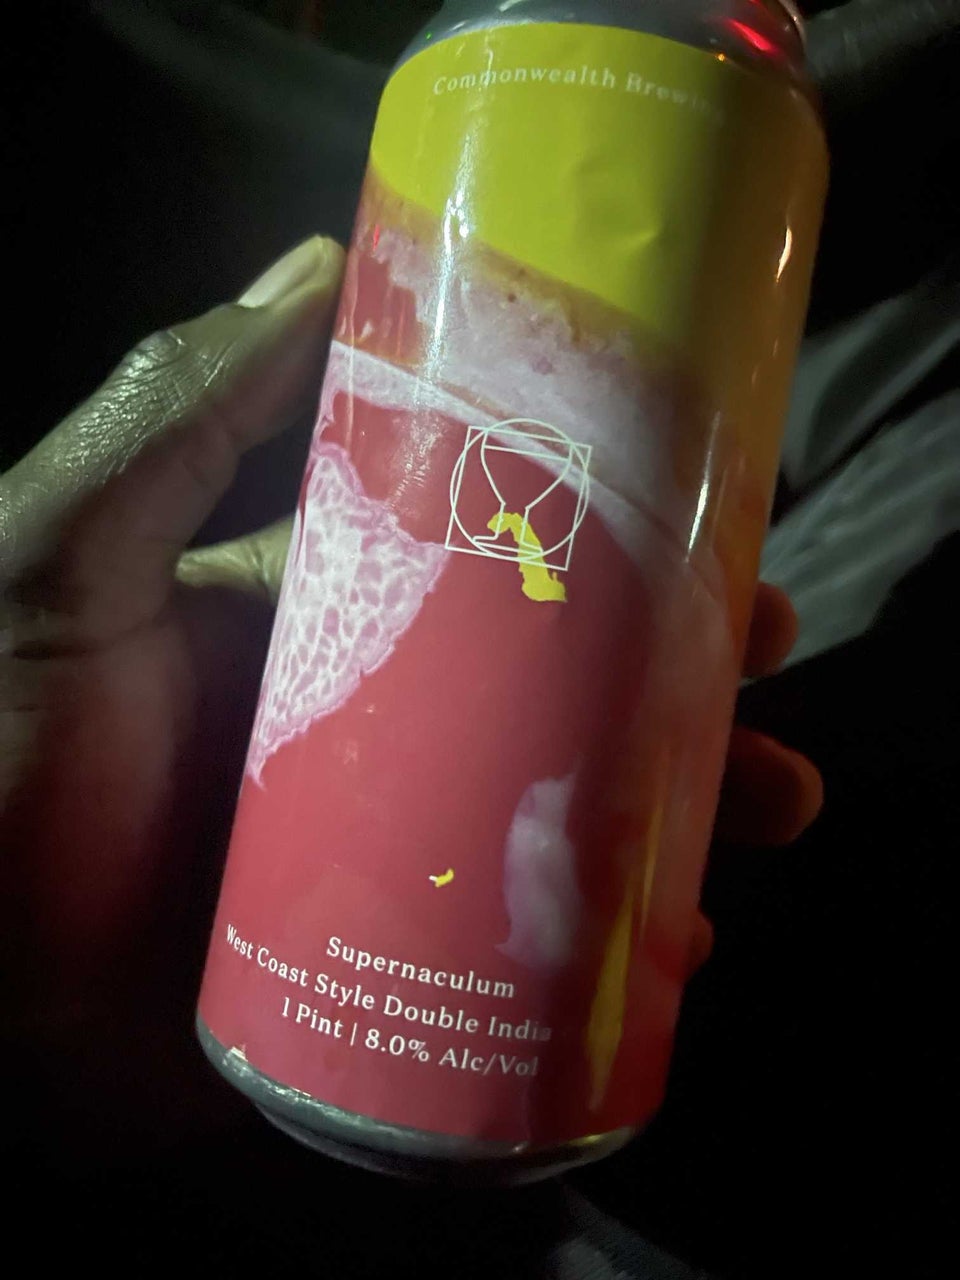 Commonwealth Brewing
Supernaculum
West Coast Style Double India
1 Pint | 8.0% Alc/Vol